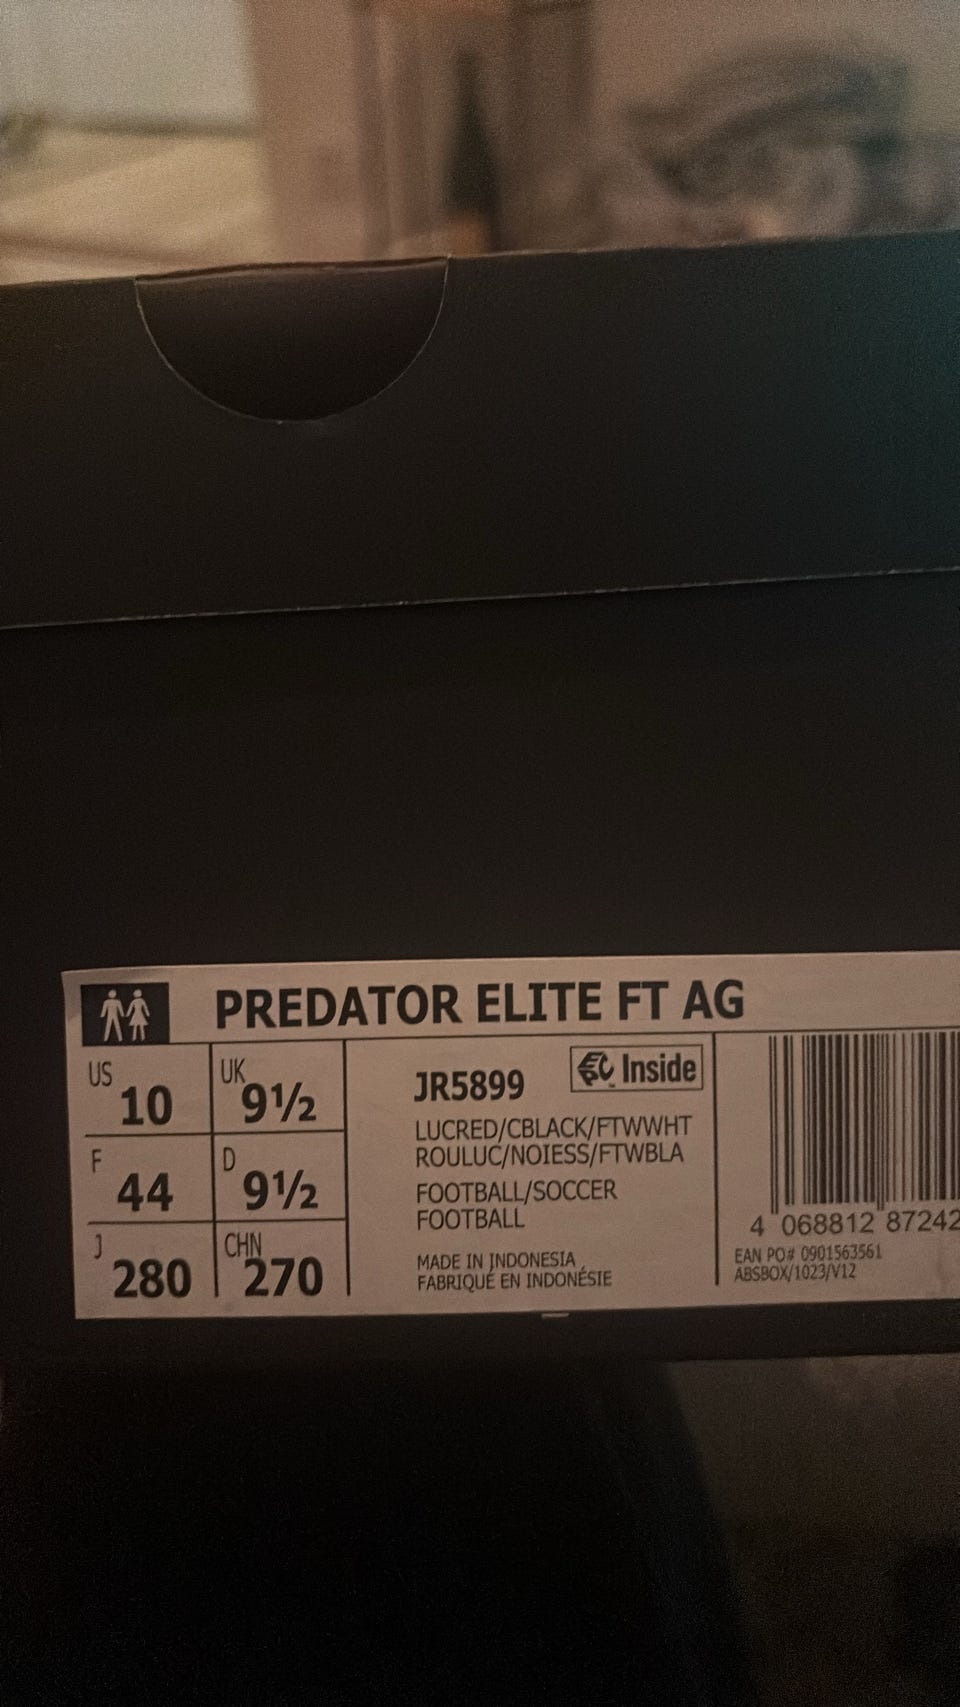 PREDATOR ELITE FT AG
US 10
UK 9½
F 44
D 9½
J 280
CHN 270
JR5899
EPC Inside
LUCRED/CBLACK/FTWWHT
ROULUC/NOIESS/FTWBLA
FOOTBALL/SOCCER
FOOTBALL
MADE IN INDONESIA
FABRIQUÉ EN INDONÉSIE
4 068812 87242
EAN PO# 0901563561
ABSBOX/1023/V12